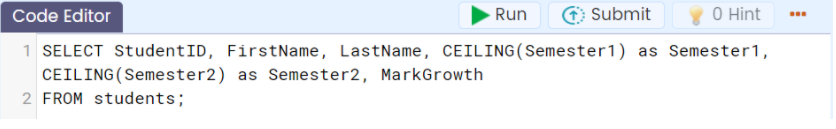 Code Editor
Run
Submit
0 Hint
1 SELECT StudentID, FirstName, LastName, CEILING(Semester1) as Semester1,
CEILING(Semester2) as Semester2, MarkGrowth
2 FROM students;